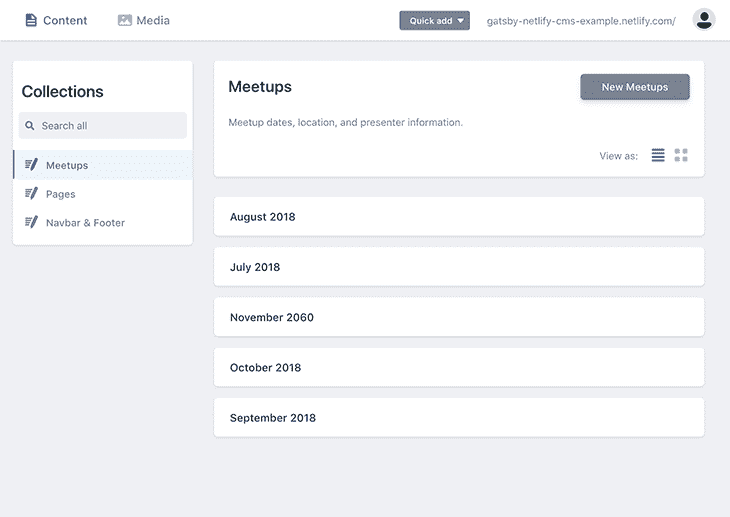 Content
Media
Quick add
gatsby-netlify-cms-example.netlify.com/
Collections
Search all
Meetups
Pages
Navbar & Footer
Meetups
New Meetups
Meetup dates, location, and presenter information.
View as:
August 2018
July 2018
November 2060
October 2018
September 2018